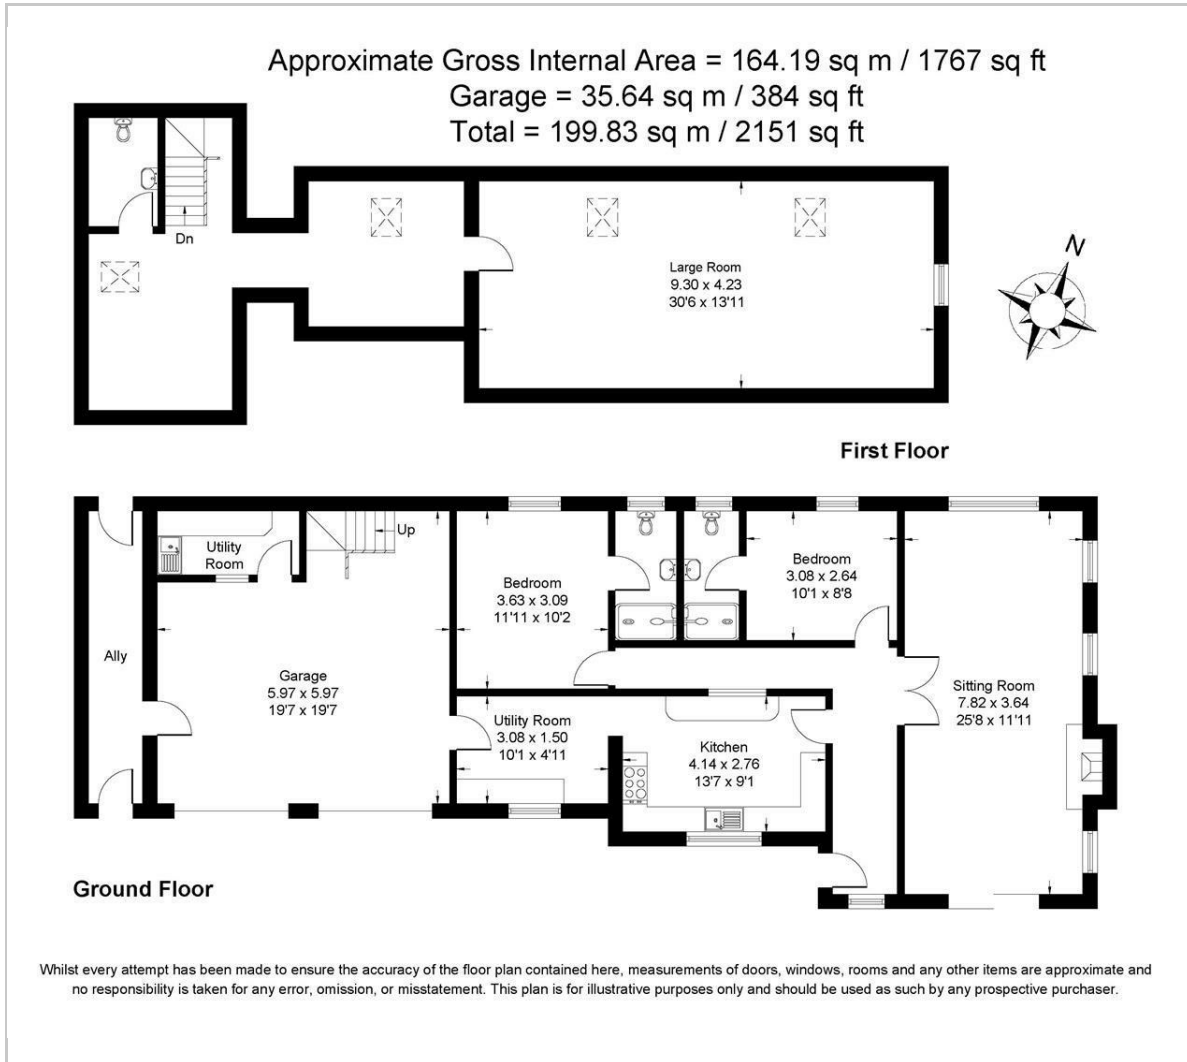 Approximate Gross Internal Area = 164.19 sq m / 1767 sq ft
Garage = 35.64 sq m / 384 sq ft
Total = 199.83 sq m / 2151 sq ft
Dn
Large Room
9.30 x 4.23
30'6 x 13'11
N
First Floor
Up
Utility
Room
Bedroom
3.63 x 3.09
11'11 x 10'2
Bedroom
3.08 x 2.64
10'1 x 8'8
Ally
Garage
5.97 x 5.97
19'7 x 19'7
Sitting Room
7.82 x 3.64
25'8 x 11'11
Utility Room
3.08 x 1.50
10'1 x 4'11
Kitchen
4.14 x 2.76
13'7 x 9'1
Ground Floor
Whilst every attempt has been made to ensure the accuracy of the floor plan contained here, measurements of doors, windows, rooms and any other items are approximate and
no responsibility is taken for any error, omission, or misstatement. This plan is for illustrative purposes only and should be used as such by any prospective purchaser.